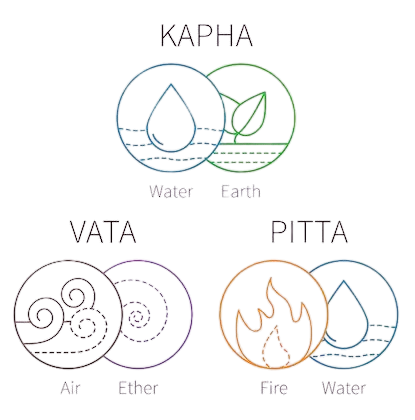 KAPHA
Water Earth
VATA
PITTA
Air Ether
Fire Water